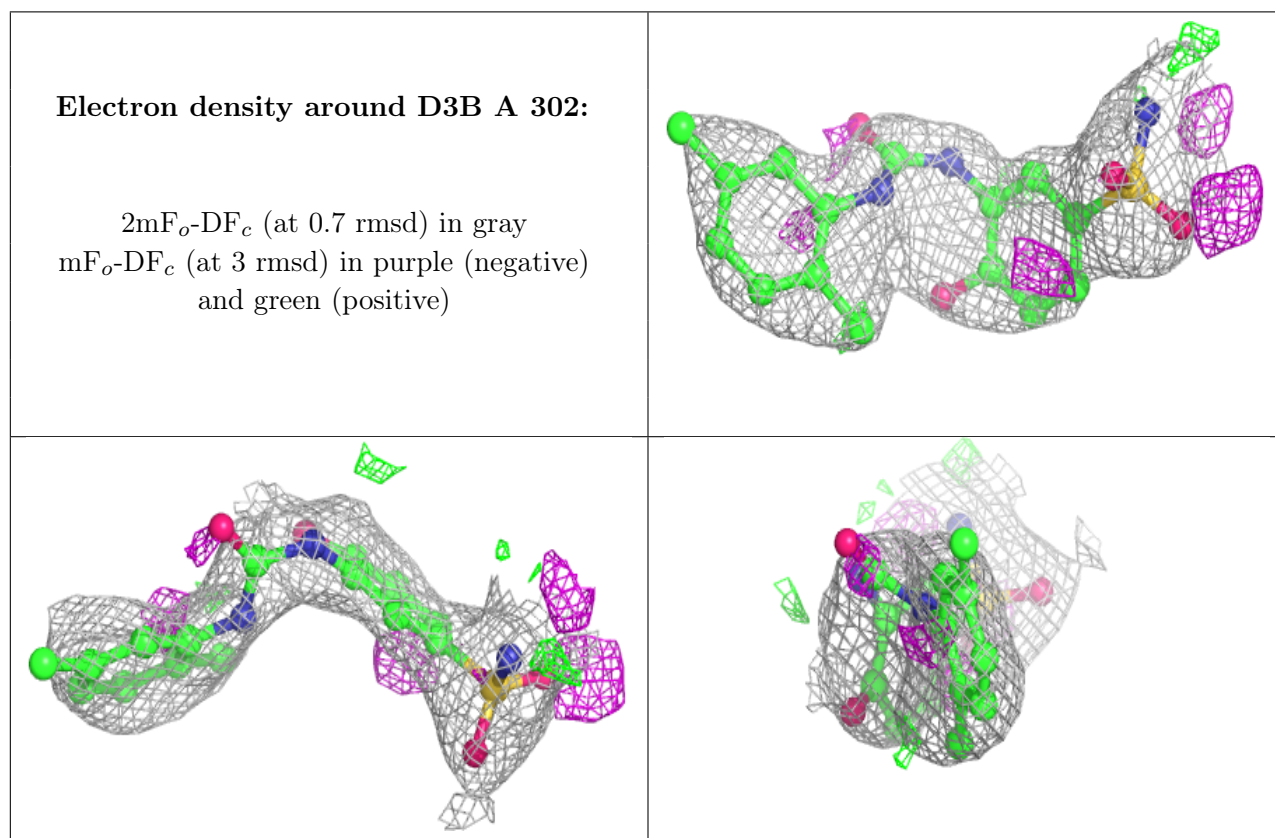 Electron density around D3B A 302:
2mFo-DFc (at 0.7 rmsd) in gray
mFo-DFc (at 3 rmsd) in purple (negative)
and green (positive)